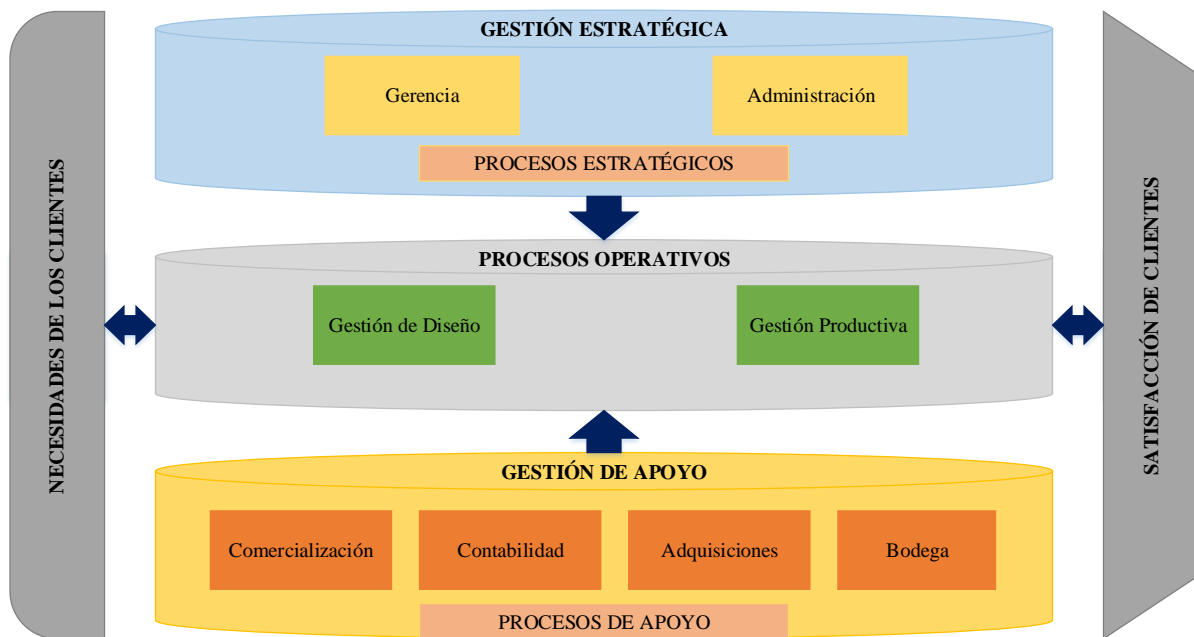 NECESIDADES DE LOS CLIENTES
GESTIÓN ESTRATÉGICA
Gerencia
Administración
PROCESOS ESTRATÉGICOS
PROCESOS OPERATIVOS
Gestión de Diseño
Gestión Productiva
GESTIÓN DE APOYO
Comercialización
Contabilidad
Adquisiciones
Bodega
PROCESOS DE APOYO
SATISFACCIÓN DE CLIENTES